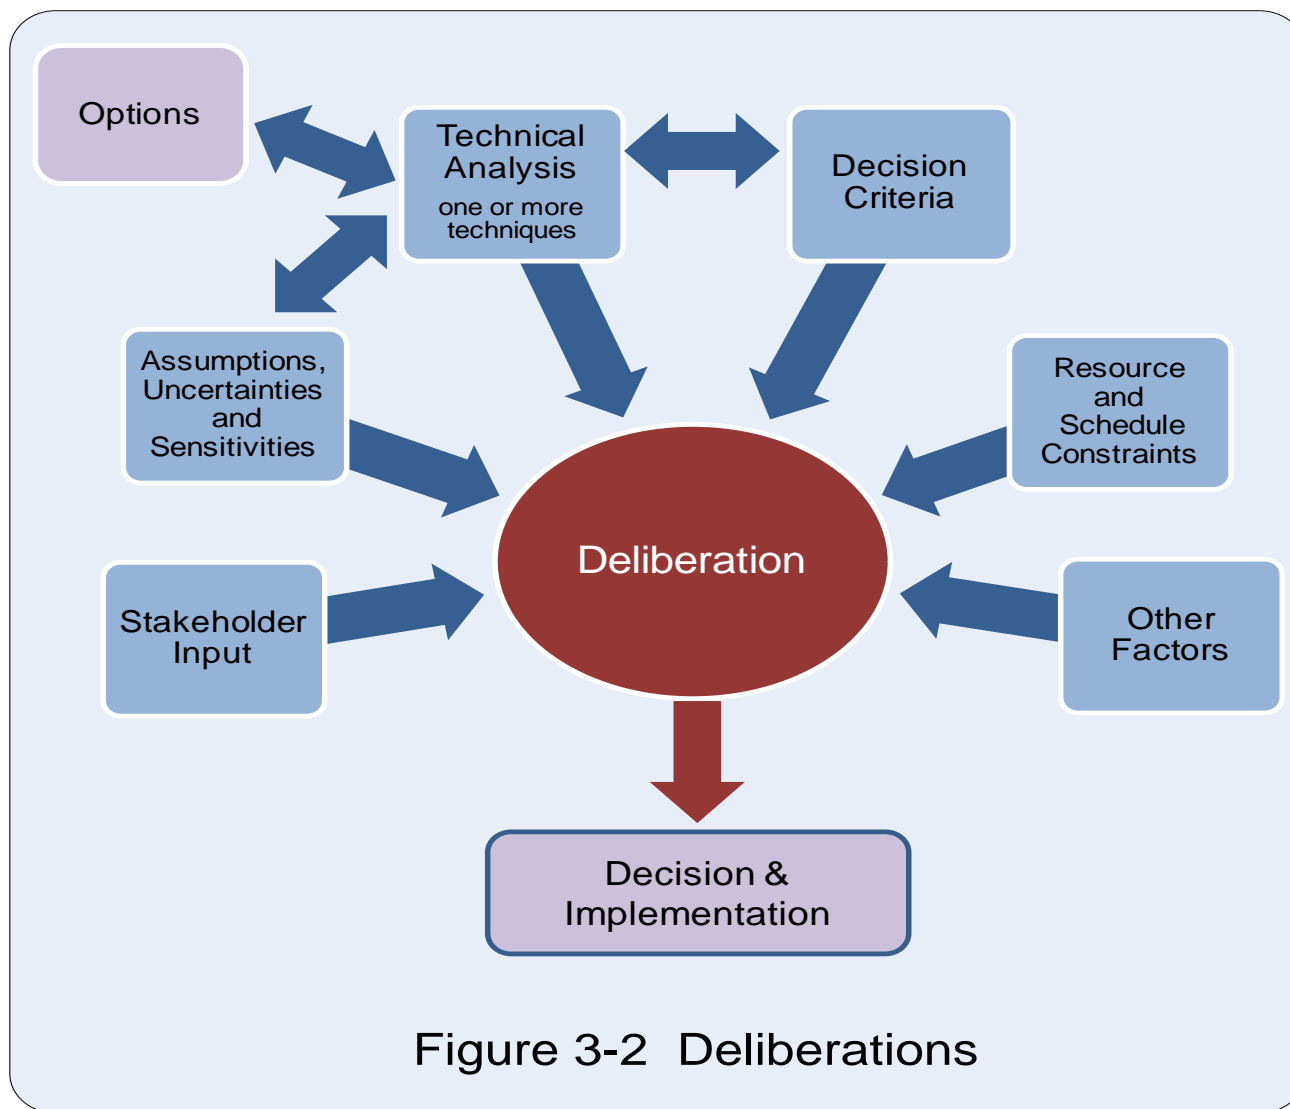 Options
Technical
Analysis
one or more
techniques
Decision
Criteria
Assumptions,
Uncertainties
and
Sensitivities
Resource
and
Schedule
Constraints
Deliberation
Stakeholder
Input
Other
Factors
Decision &
Implementation
Figure 3-2  Deliberations